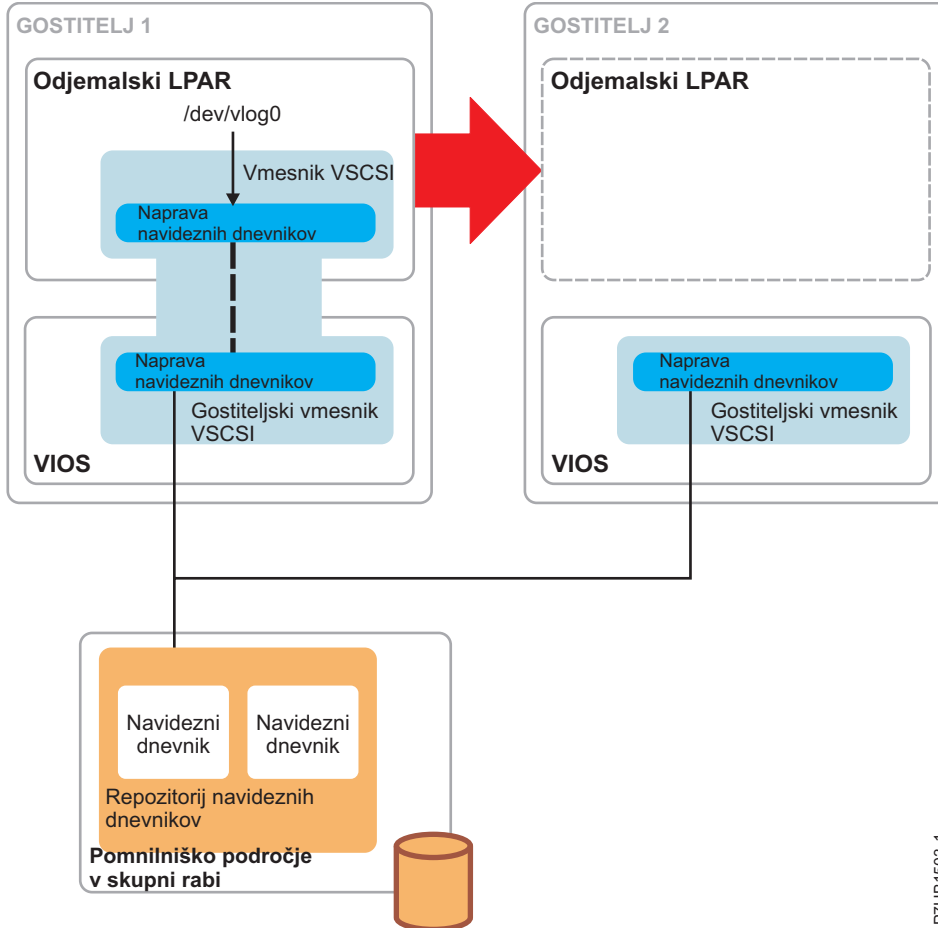 GOSTITELJ 1
Odjemalski LPAR
/dev/vlog0
Vmesnik VSCSI
Naprava
navideznih dnevnikov
Naprava
navideznih dnevnikov
Gostiteljski vmesnik
VSCSI
VIOS
GOSTITELJ 2
Odjemalski LPAR
Naprava
navideznih dnevnikov
Gostiteljski vmesnik
VSCSI
VIOS
Navidezni
dnevnik
Navidezni
dnevnik
Repozitorij navideznih
dnevnikov
Pomnilniško področje
v skupni rabi